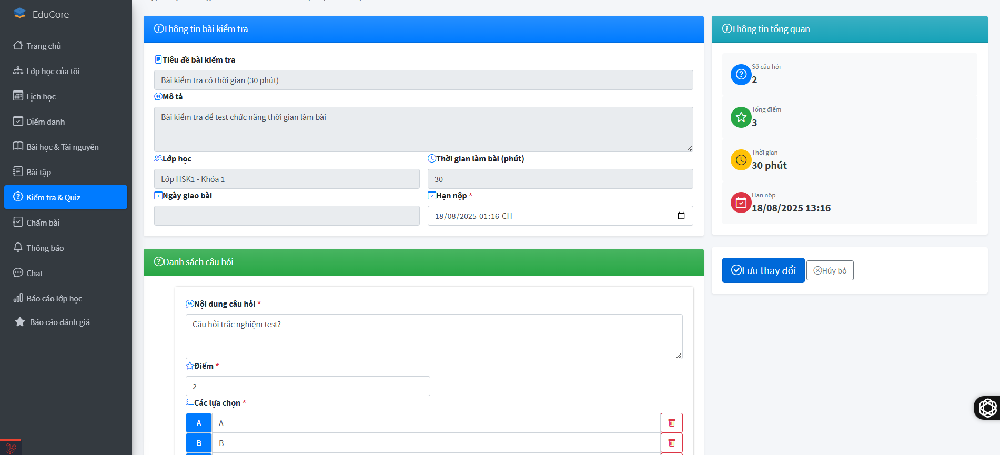 EduCore
Trang chủ
Lớp học của tôi
Lịch học
Điểm danh
Bài học & Tài nguyên
Bài tập
Kiểm tra & Quiz
Chấm bài
Thông báo
Chat
Báo cáo lớp học
Báo cáo đánh giá
Thông tin bài kiểm tra
Tiêu đề bài kiểm tra
Bài kiểm tra có thời gian (30 phút)
Mô tả
Bài kiểm tra để test chức năng thời gian làm bài
Lớp học
Thời gian làm bài (phút)
Lớp HSK1 - Khóa 1
30
Ngày giao bài
Hạn nộp *
18/08/2025 01:16 CH
Danh sách câu hỏi
Nội dung câu hỏi *
Câu hỏi trắc nghiệm test?
Điểm *
2
Các lựa chọn *
A A
B B
Thông tin tổng quan
Số câu hỏi
2
Tổng điểm
3
Thời gian
30 phút
Hạn nộp
18/08/2025 13:16
Lưu thay đổi
Hủy bỏ